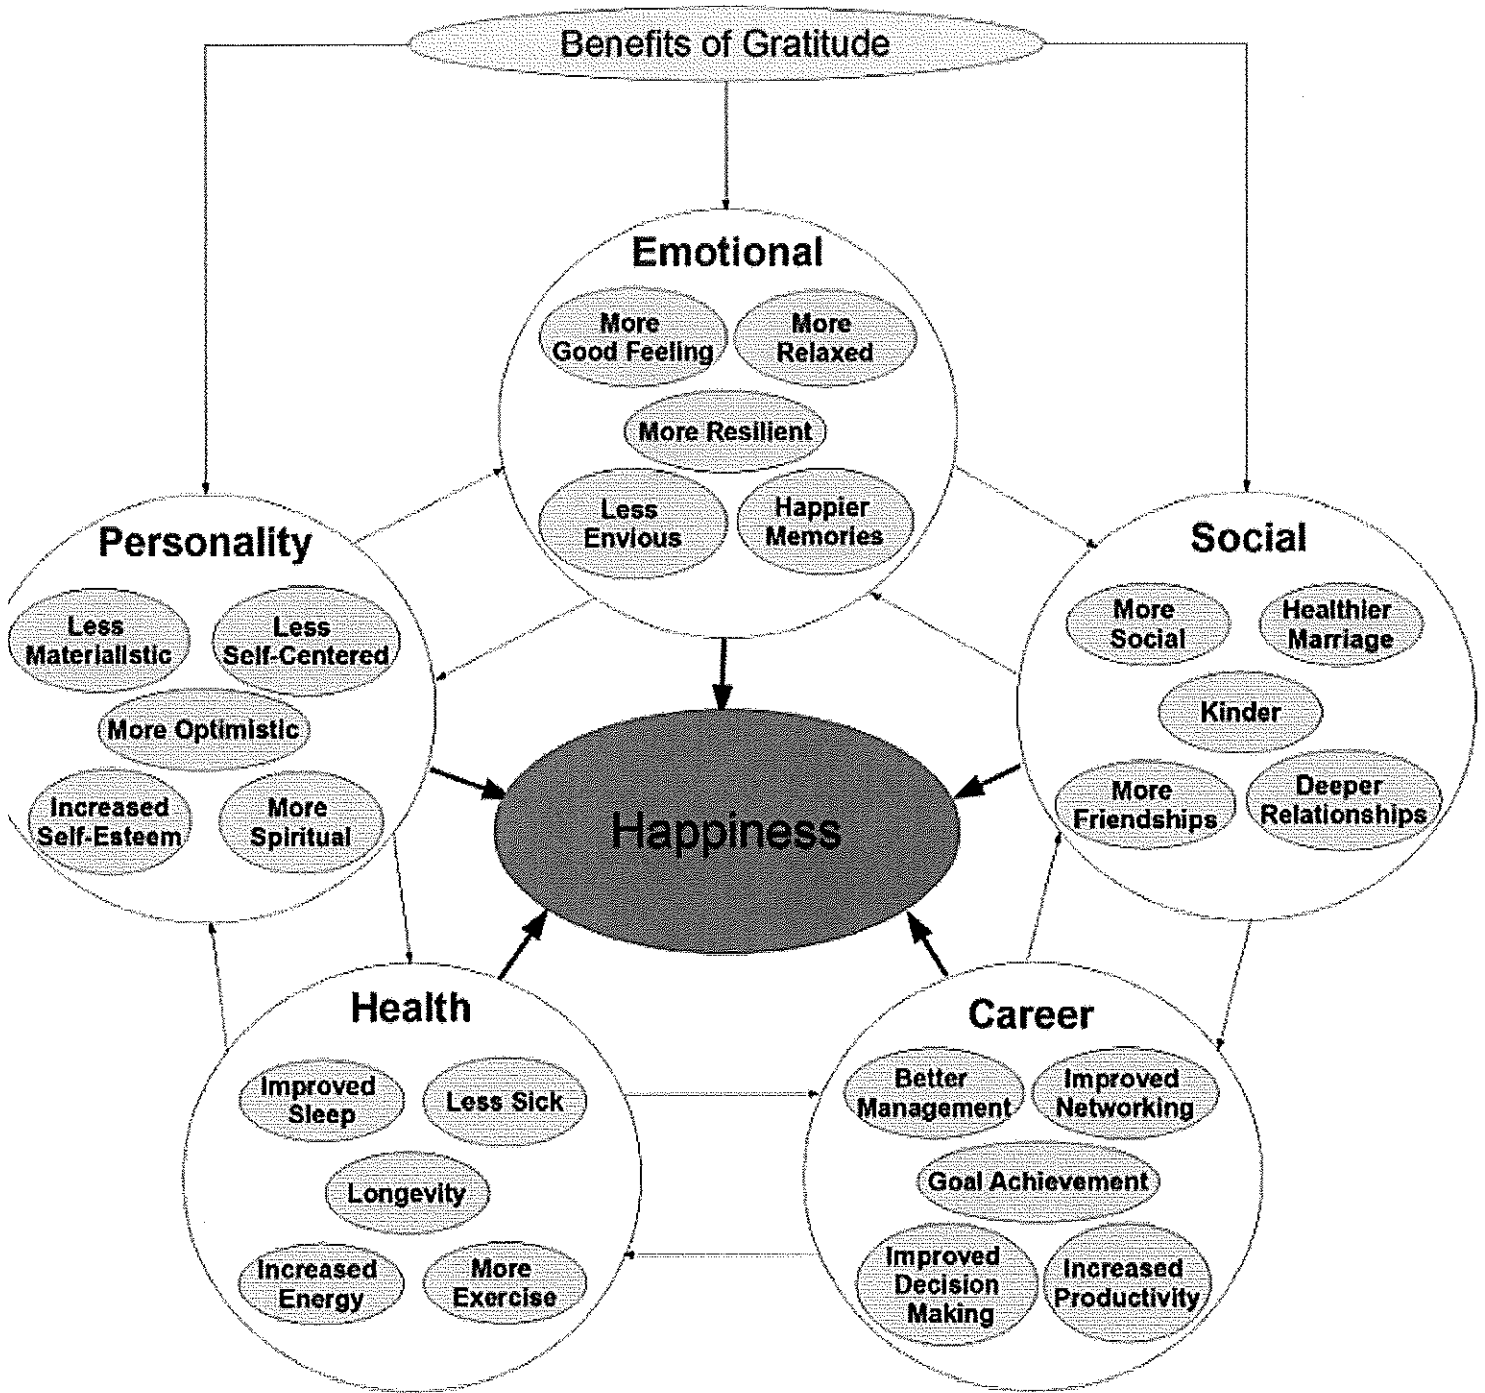 Benefits of Gratitude
Emotional
More
Good Feeling
More
Relaxed
More Resilient
Less
Envious
Happier
Memories
Personality
Less
Materialistic
Less
Self-Centered
More Optimistic
Increased
Self-Esteem
More
Spiritual
Social
More
Social
Healthier
Marriage
Kinder
More
Friendships
Deeper
Relationships
Happiness
Health
Improved
Sleep
Less Sick
Longevity
Increased
Energy
More
Exercise
Career
Better
Management
Improved
Networking
Goal Achievement
Improved
Decision
Making
Increased
Productivity